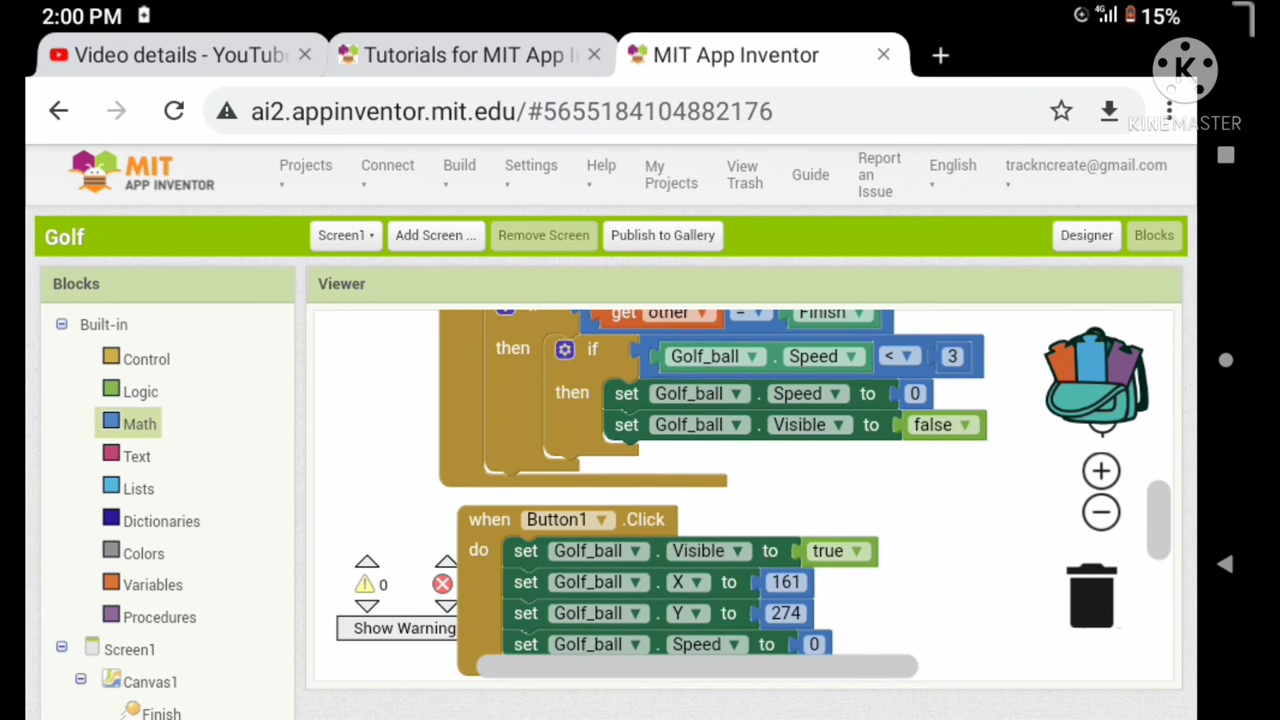 2:00 PM 4G 15%
Video details - YouTub
Tutorials for MIT App I
MIT App Inventor
ai2.appinventor.mit.edu/#5655184104882176
K
KINEMASTER
MIT
APP INVENTOR
Projects
Connect
Build
Settings
Help
My Projects
View Trash
Guide
Report an Issue
English
trackncreate@gmail.com
Golf
Screen1
Add Screen ...
Remove Screen
Publish to Gallery
Designer
Blocks
Blocks
Built-in
Control
Logic
Math
Text
Lists
Dictionaries
Colors
Variables
Procedures
Screen1
Canvas1
Finish
Viewer
get other = Finish
then if Golf_ball . Speed < 3
then set Golf_ball . Speed to 0
set Golf_ball . Visible to false
when Button1 .Click
do set Golf_ball . Visible to true
set Golf_ball . X to 161
set Golf_ball . Y to 274
set Golf_ball . Speed to 0
0
Show Warning